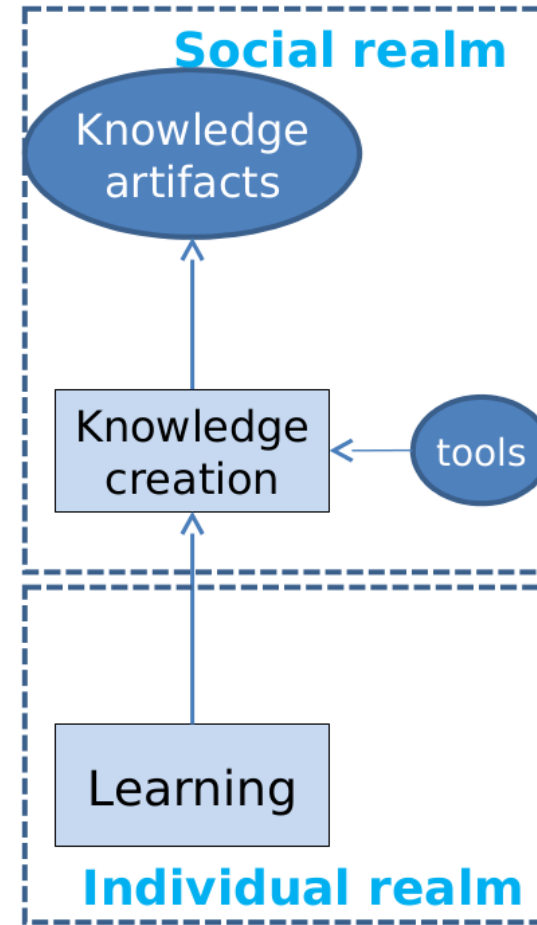 Social realm
Knowledge
artifacts
Knowledge
creation
tools
Learning
Individual realm